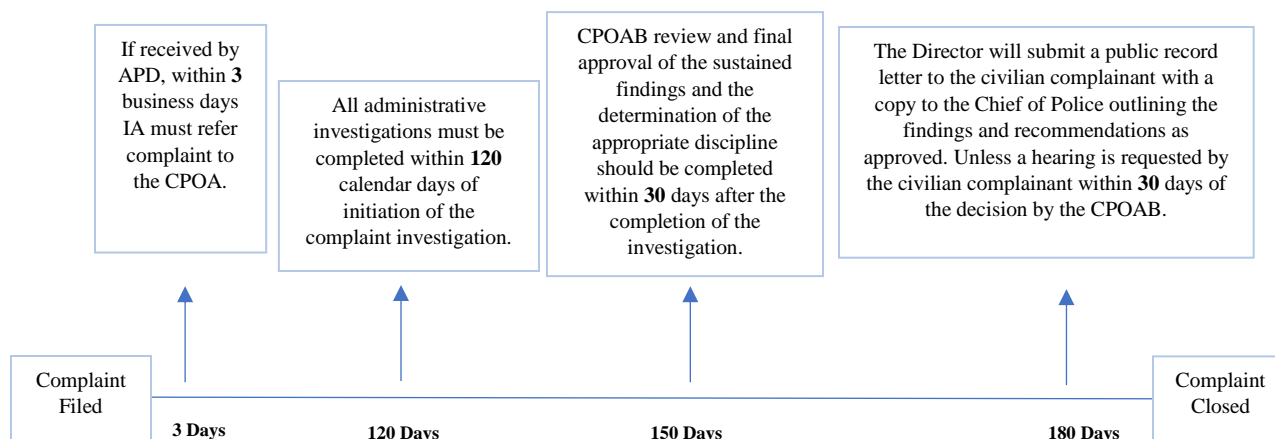 If received by
APD, within 3
business days
IA must refer
complaint to
the CPOA.
All administrative
investigations must be
completed within 120
calendar days of
initiation of the
complaint investigation.
CPOAB review and final
approval of the sustained
findings and the
determination of the
appropriate discipline
should be completed
within 30 days after the
completion of the
investigation.
The Director will submit a public record
letter to the civilian complainant with a
copy to the Chief of Police outlining the
findings and recommendations as
approved. Unless a hearing is requested by
the civilian complainant within 30 days of
the decision by the CPOAB.
Complaint
Filed
3 Days
120 Days
150 Days
180 Days
Complaint
Closed